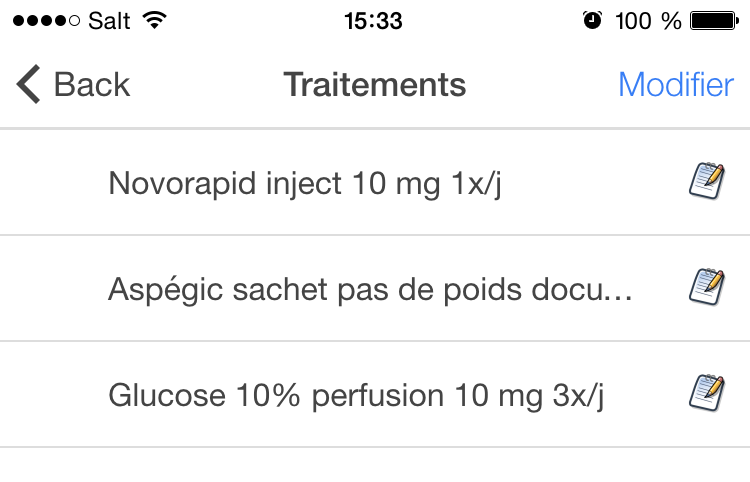 Salt 15:33 100 %
Back Traitements Modifier
Novorapid inject 10 mg 1x/j
Aspégic sachet pas de poids docu...
Glucose 10% perfusion 10 mg 3x/j